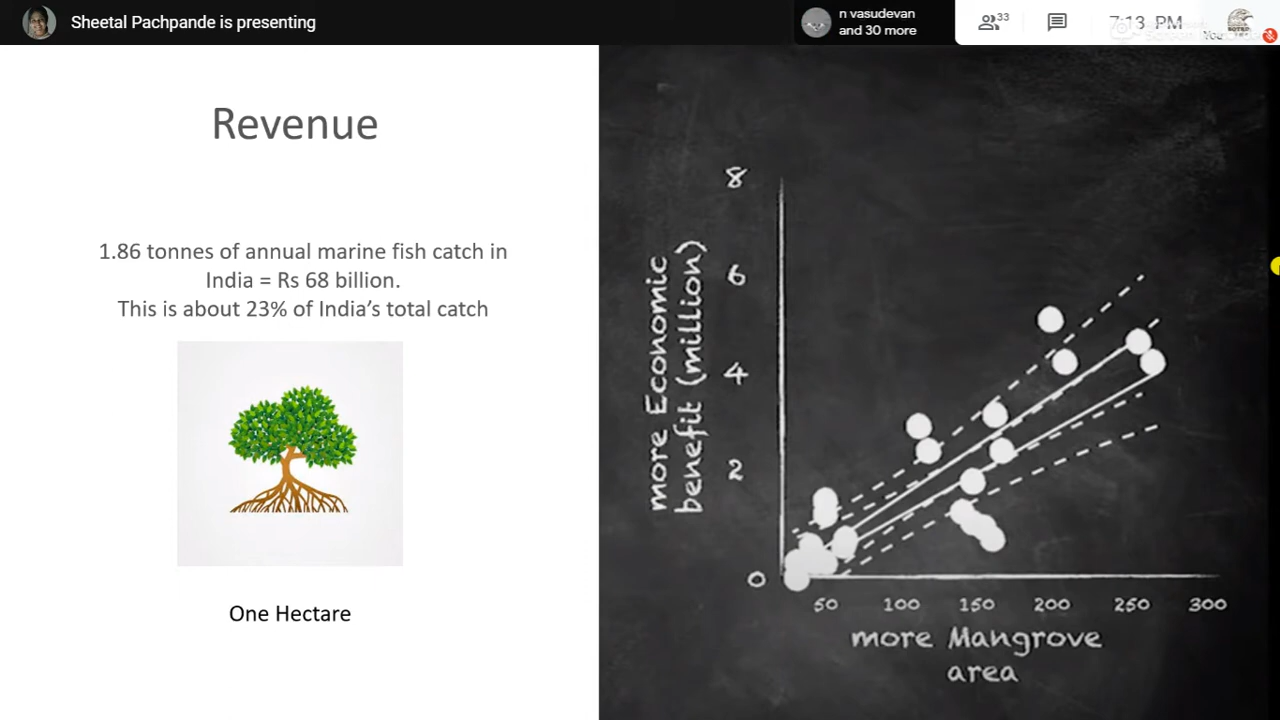 Sheetal Pachpande is presenting
n vasudevan
and 30 more
33
7:13 PM
You
Revenue
1.86 tonnes of annual marine fish catch in
India = Rs 68 billion.
This is about 23% of India's total catch
One Hectare
more Economic
benefit (million)
8
6
4
2
0
50 100 150 200 250 300
more Mangrove
area